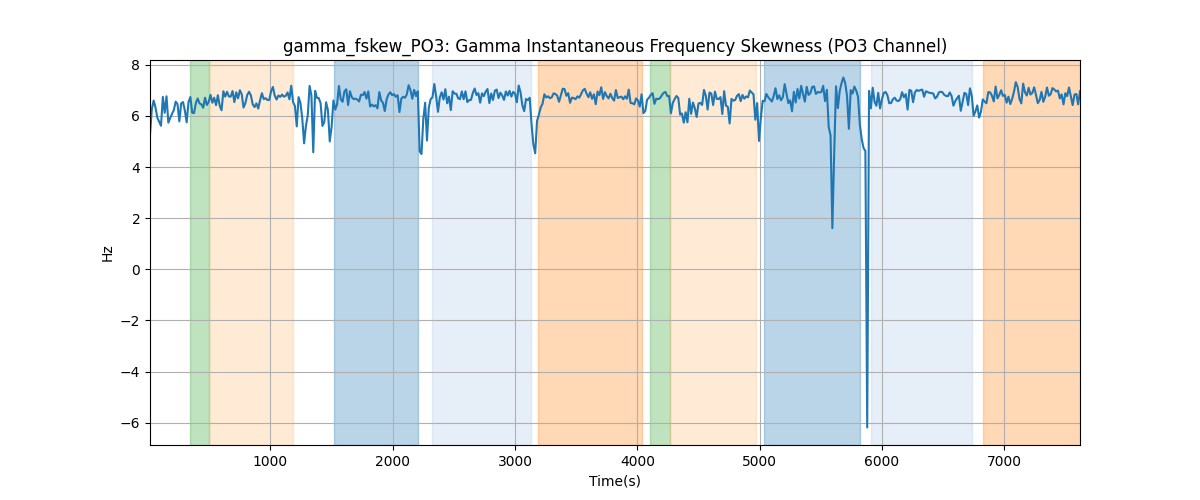 gamma_fskew_PO3: Gamma Instantaneous Frequency Skewness (PO3 Channel)
8
6
4
2
0
−2
−4
−6
Hz
1000 2000 3000 4000 5000 6000 7000
Time(s)